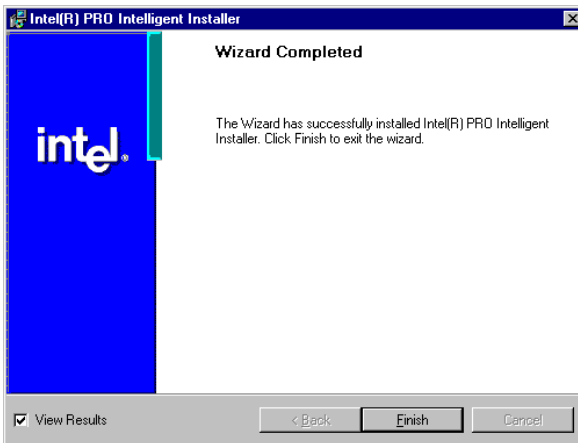 Intel(R) PRO Intelligent Installer
Wizard Completed
The Wizard has successfully installed Intel(R) PRO Intelligent
Installer. Click Finish to exit the wizard.
intel®
View Results
< Back
Finish
Cancel